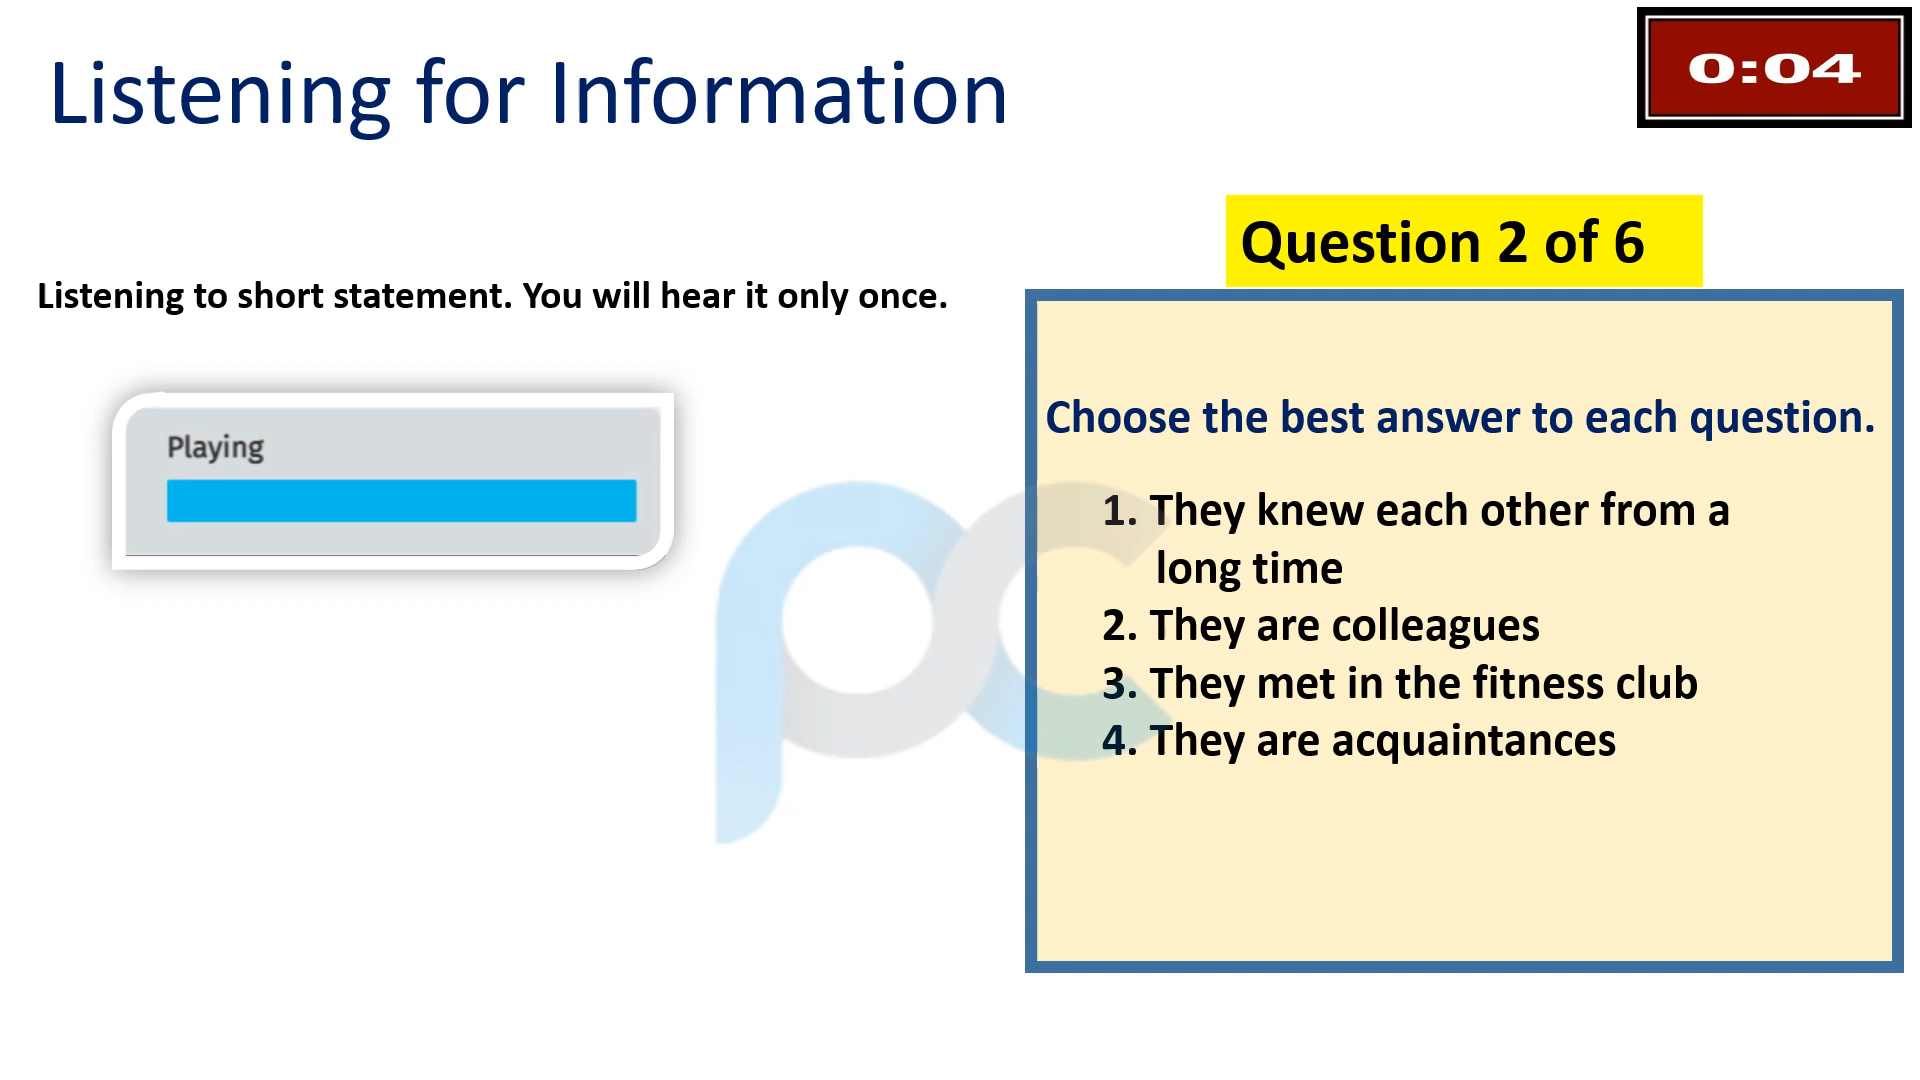 Listening for Information
0:04
Question 2 of 6
Listening to short statement. You will hear it only once.
Playing
Choose the best answer to each question.
1. They knew each other from a
long time
2. They are colleagues
3. They met in the fitness club
4. They are acquaintances